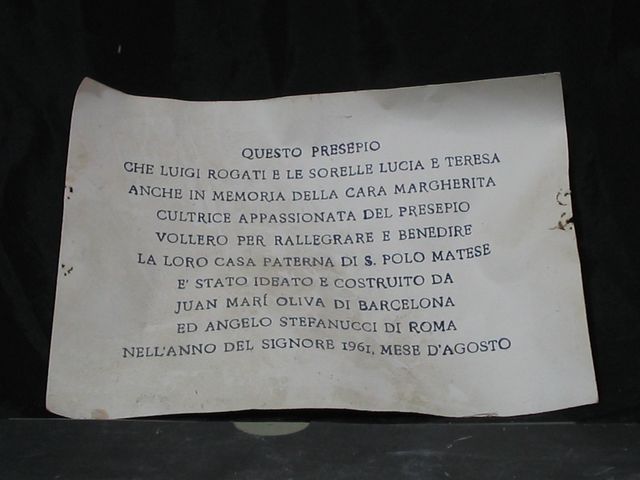 QUESTO PRESEPIO
CHE LUIGI ROGATI E LE SORELLE LUCIA E TERESA
ANCHE IN MEMORIA DELLA CARA MARGHERITA
CULTRICE APPASSIONATA DEL PRESEPIO
VOLLERO PER RALLEGRARE E BENEDIRE
LA LORO CASA PATERNA DI S. POLO MATESE
E' STATO IDEATO E COSTRUITO DA
JUAN MARÍ OLIVA DI BARCELONA
ED ANGELO STEFANUCCI DI ROMA
NELL'ANNO DEL SIGNORE 1961, MESE D'AGOSTO